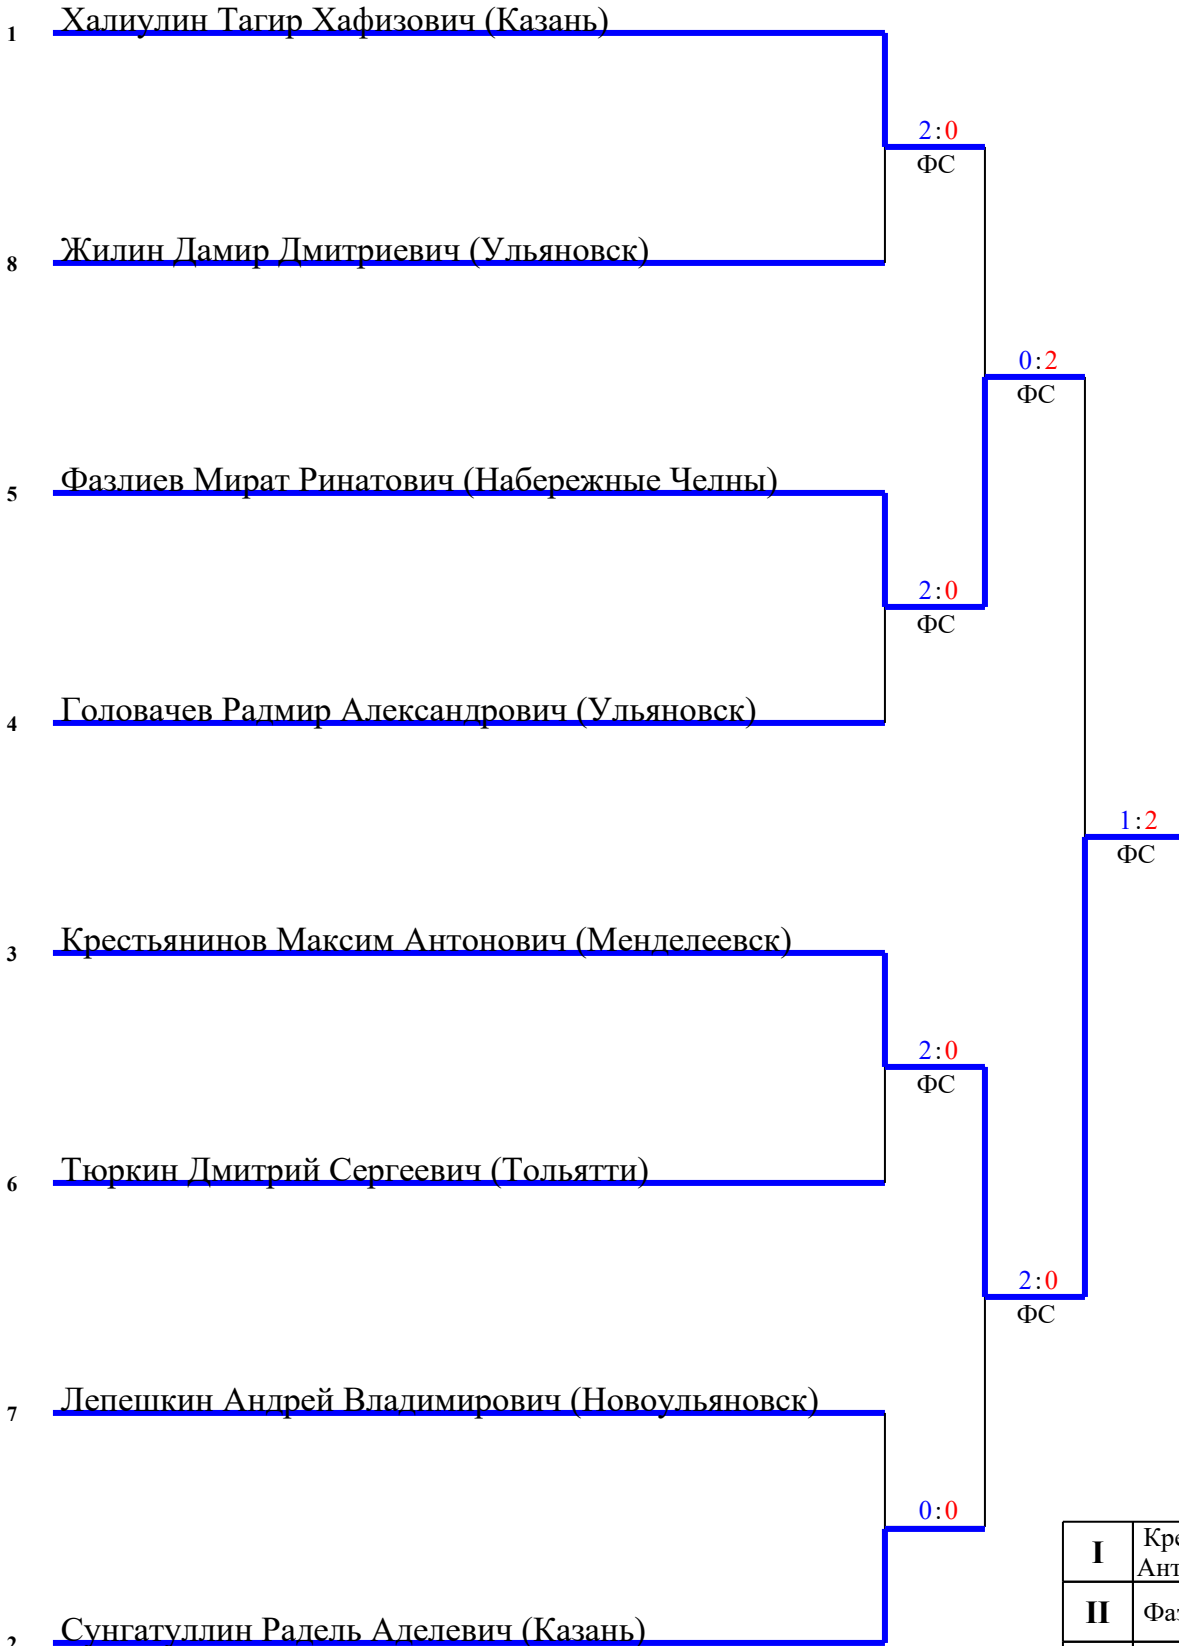 1 Халиулин Тагир Хафизович (Казань)
2:0
ФС
8 Жилин Дамир Дмитриевич (Ульяновск)
0:2
ФС
5 Фазлиев Мират Ринатович (Набережные Челны)
2:0
ФС
4 Головачев Радмир Александрович (Ульяновск)
1:2
ФС
3 Крестьянинов Максим Антонович (Менделеевск)
2:0
ФС
6 Тюркин Дмитрий Сергеевич (Тольятти)
2:0
ФС
7 Лепешкин Андрей Владимирович (Новоульяновск)
0:0
I
II
2 Сунгатуллин Радель Аделевич (Казань)